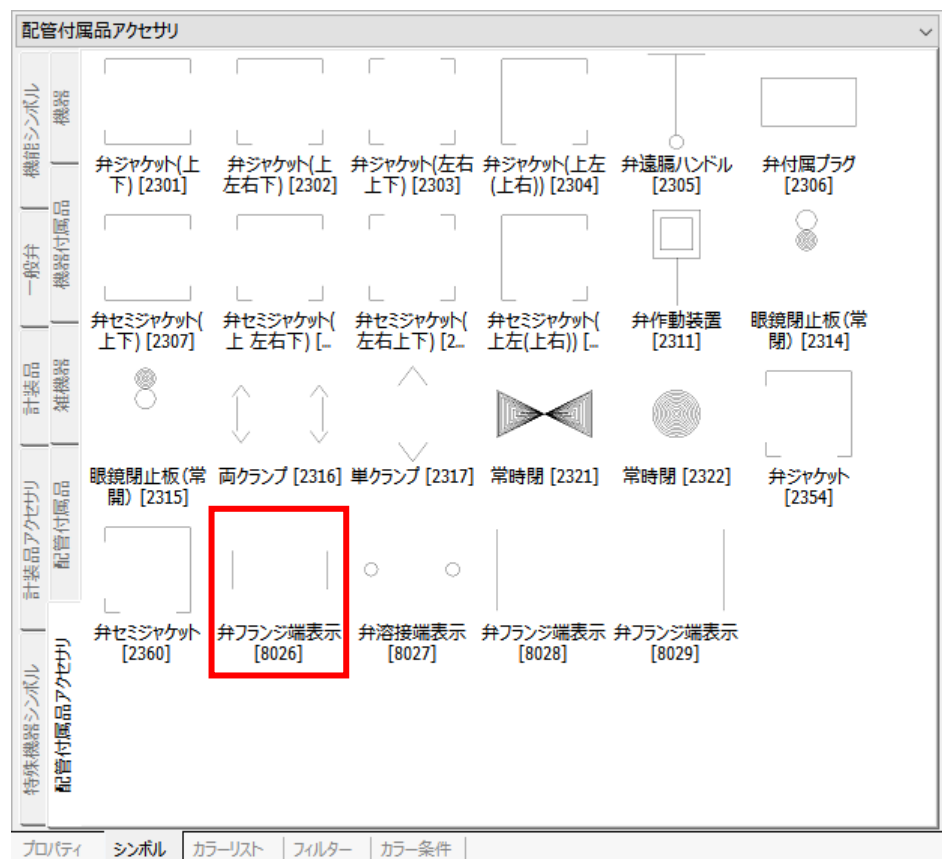 配管付属品アクセサリ
機能シンボル
一般弁
計装品
計装品アクセサリ
特殊機器シンボル
機器
機器付属品
雑機器
配管付属品
配管付属品アクセサリ
弁ジャケット(上
下) [2301]
弁ジャケット(上
左右下) [2302]
弁ジャケット(左右
上下) [2303]
弁ジャケット(上左
(上右)) [2304]
弁遠隔ハンドル
[2305]
弁付属プラグ
[2306]
弁セミジャケット(
上下) [2307]
弁セミジャケット(
上 左右下) [...
弁セミジャケット(
左右上下) [2...
弁セミジャケット(
上左(上右)) [...
弁作動装置
[2311]
眼鏡閉止板（常
閉） [2314]
眼鏡閉止板（常
開） [2315]
両クランプ [2316]
単クランプ [2317]
常時閉 [2321]
常時閉 [2322]
弁ジャケット
[2354]
弁セミジャケット
[2360]
弁フランジ端表示
[8026]
弁溶接端表示
[8027]
弁フランジ端表示
[8028]
弁フランジ端表示
[8029]
プロパティ
シンボル
カラーリスト
フィルター
カラー条件